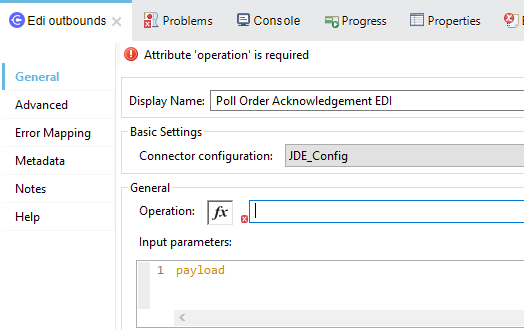 Edi outbounds
Problems
Console
Progress
Properties
General
Advanced
Error Mapping
Metadata
Notes
Help
Attribute 'operation' is required
Display Name: Poll Order Acknowledgement EDI
Basic Settings
Connector configuration: JDE_Config
General
Operation: fx
Input parameters:
1 payload